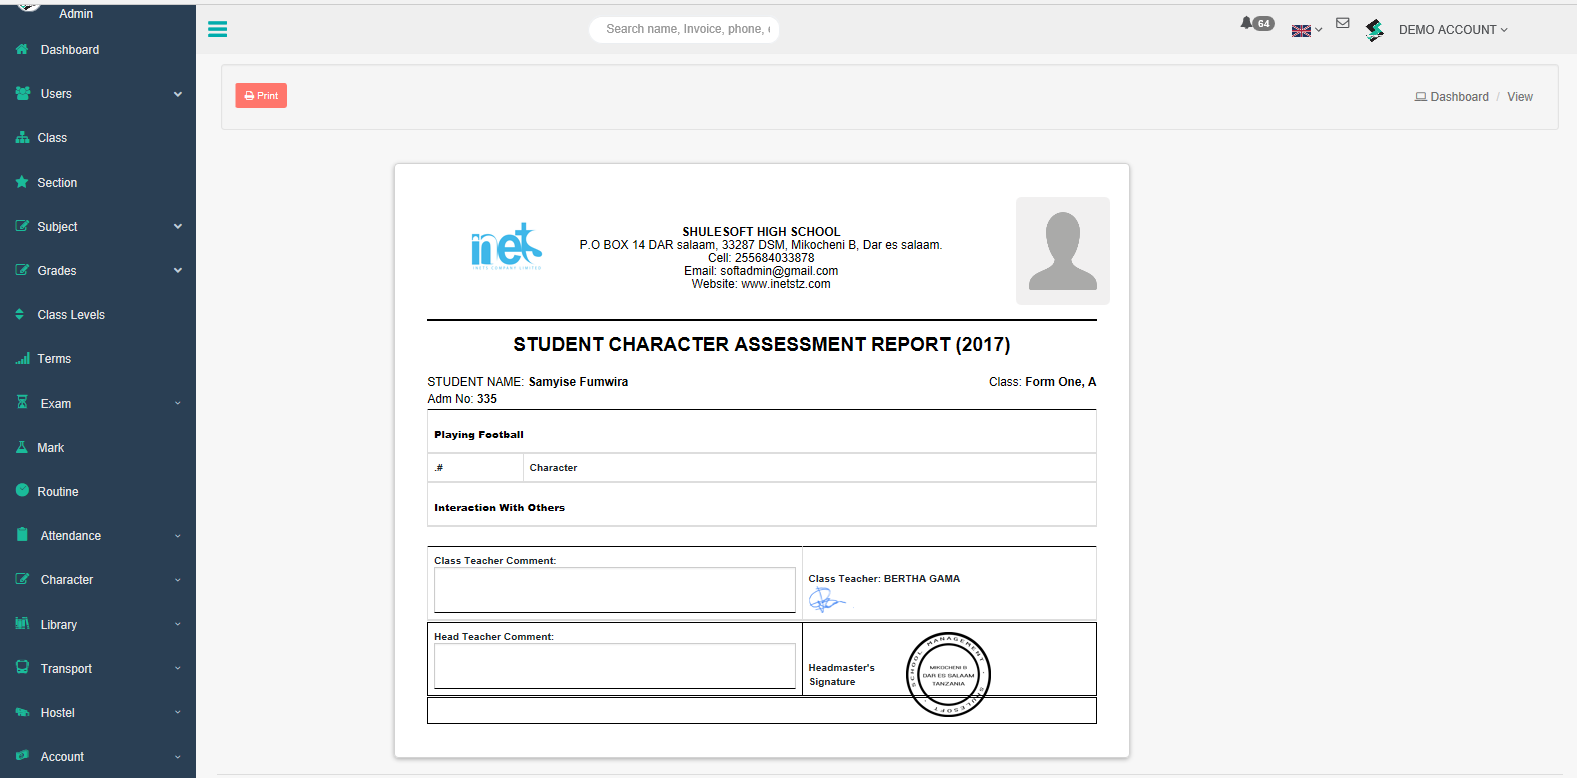 Admin
Dashboard
Users
Class
Section
Subject
Grades
Class Levels
Terms
Exam
Mark
Routine
Attendance
Character
Library
Transport
Hostel
Account
Search name, Invoice, phone,
64
DEMO ACCOUNT
Print
Dashboard / View
inet
INETS COMPANY LIMITED
SHULESOFT HIGH SCHOOL
P.O BOX 14 DAR salaam, 33287 DSM, Mikocheni B, Dar es salaam.
Cell: 255684033878
Email: softadmin@gmail.com
Website: www.inetstz.com
STUDENT CHARACTER ASSESSMENT REPORT (2017)
STUDENT NAME: Samyise Fumwira
Class: Form One, A
Adm No: 335
Playing Football
.# Character
Interaction With Others
Class Teacher Comment:
Class Teacher: BERTHA GAMA
Head Teacher Comment:
Headmaster's
Signature
SCHOOL MANAGEMENT
MIKOCHENI B
DAR ES SALAAM
TANZANIA
SHULESOFT